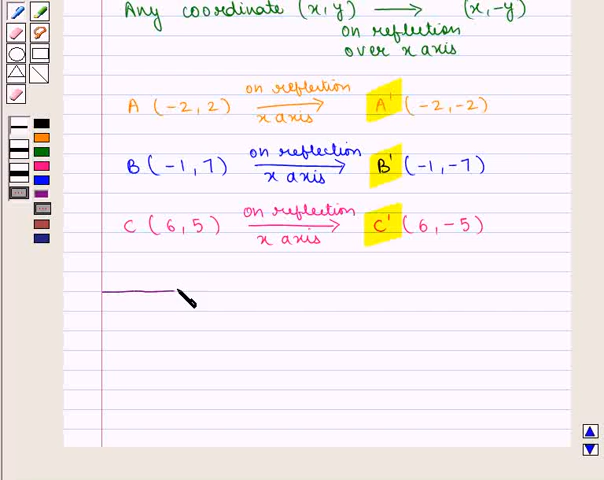 Any coordinate (x,y) ⟶ (x,-y)
on reflection
over x axis
on reflection
A (-2,2) ⟶ A' (-2,-2)
x axis
on reflection
B (-1,7) ⟶ B' (-1,-7)
x axis
on reflection
C (6,5) ⟶ C' (6,-5)
x axis